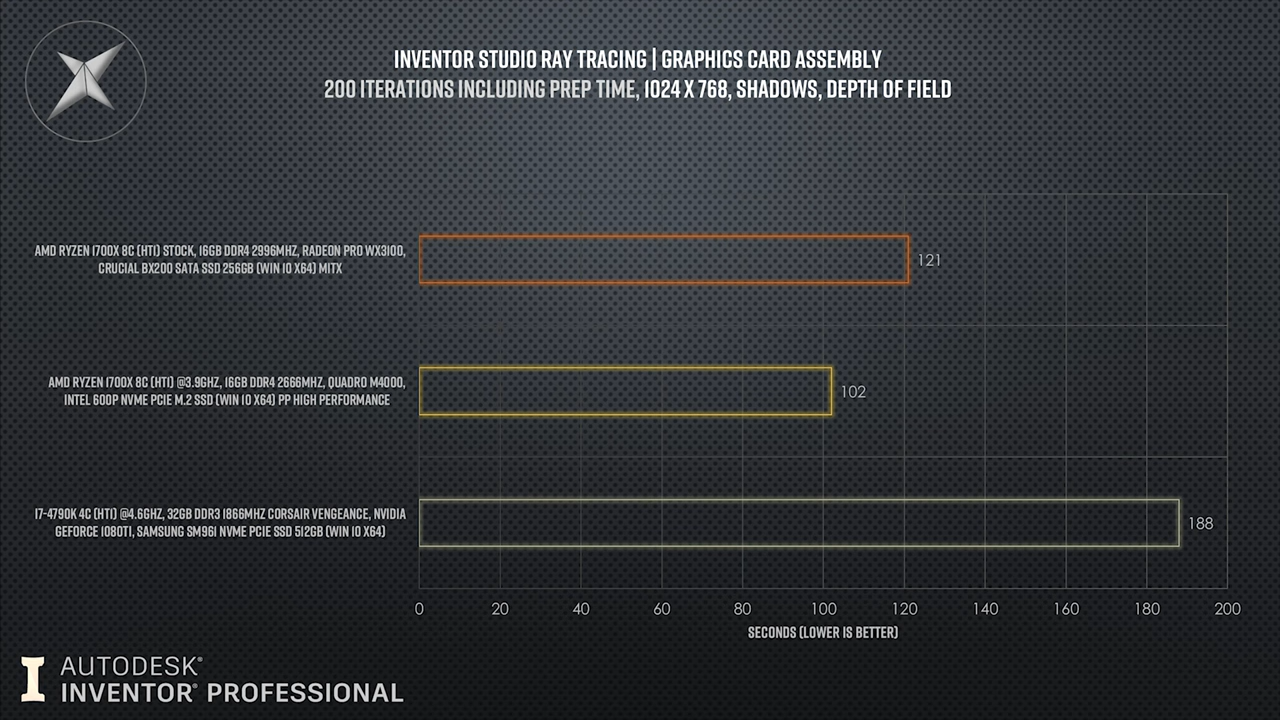 INVENTOR STUDIO RAY TRACING | GRAPHICS CARD ASSEMBLY
200 ITERATIONS INCLUDING PREP TIME, 1024 X 768, SHADOWS, DEPTH OF FIELD
AMD RYZEN 1700X 8C (HT1) STOCK, 16GB DDR4 2996MHZ, RADEON PRO WX3100,
CRUCIAL BX200 SATA SSD 256GB (WIN 10 X64) MITX
121
AMD RYZEN 1700X 8C (HT1) @3.9GHZ, 16GB DDR4 2666MHZ, QUADRO M4000,
INTEL 600P NVME PCIE M.2 SSD (WIN 10 X64) PP HIGH PERFORMANCE
102
I7-4790K 4C (HT1) @4.6GHZ, 32GB DDR3 1866MHZ CORSAIR VENGEANCE, NVIDIA
GEFORCE 1080TI, SAMSUNG SM961 NVME PCIE SSD 512GB (WIN 10 X64)
188
0 20 40 60 80 100 120 140 160 180 200
SECONDS (LOWER IS BETTER)
AUTODESK®
INVENTOR® PROFESSIONAL